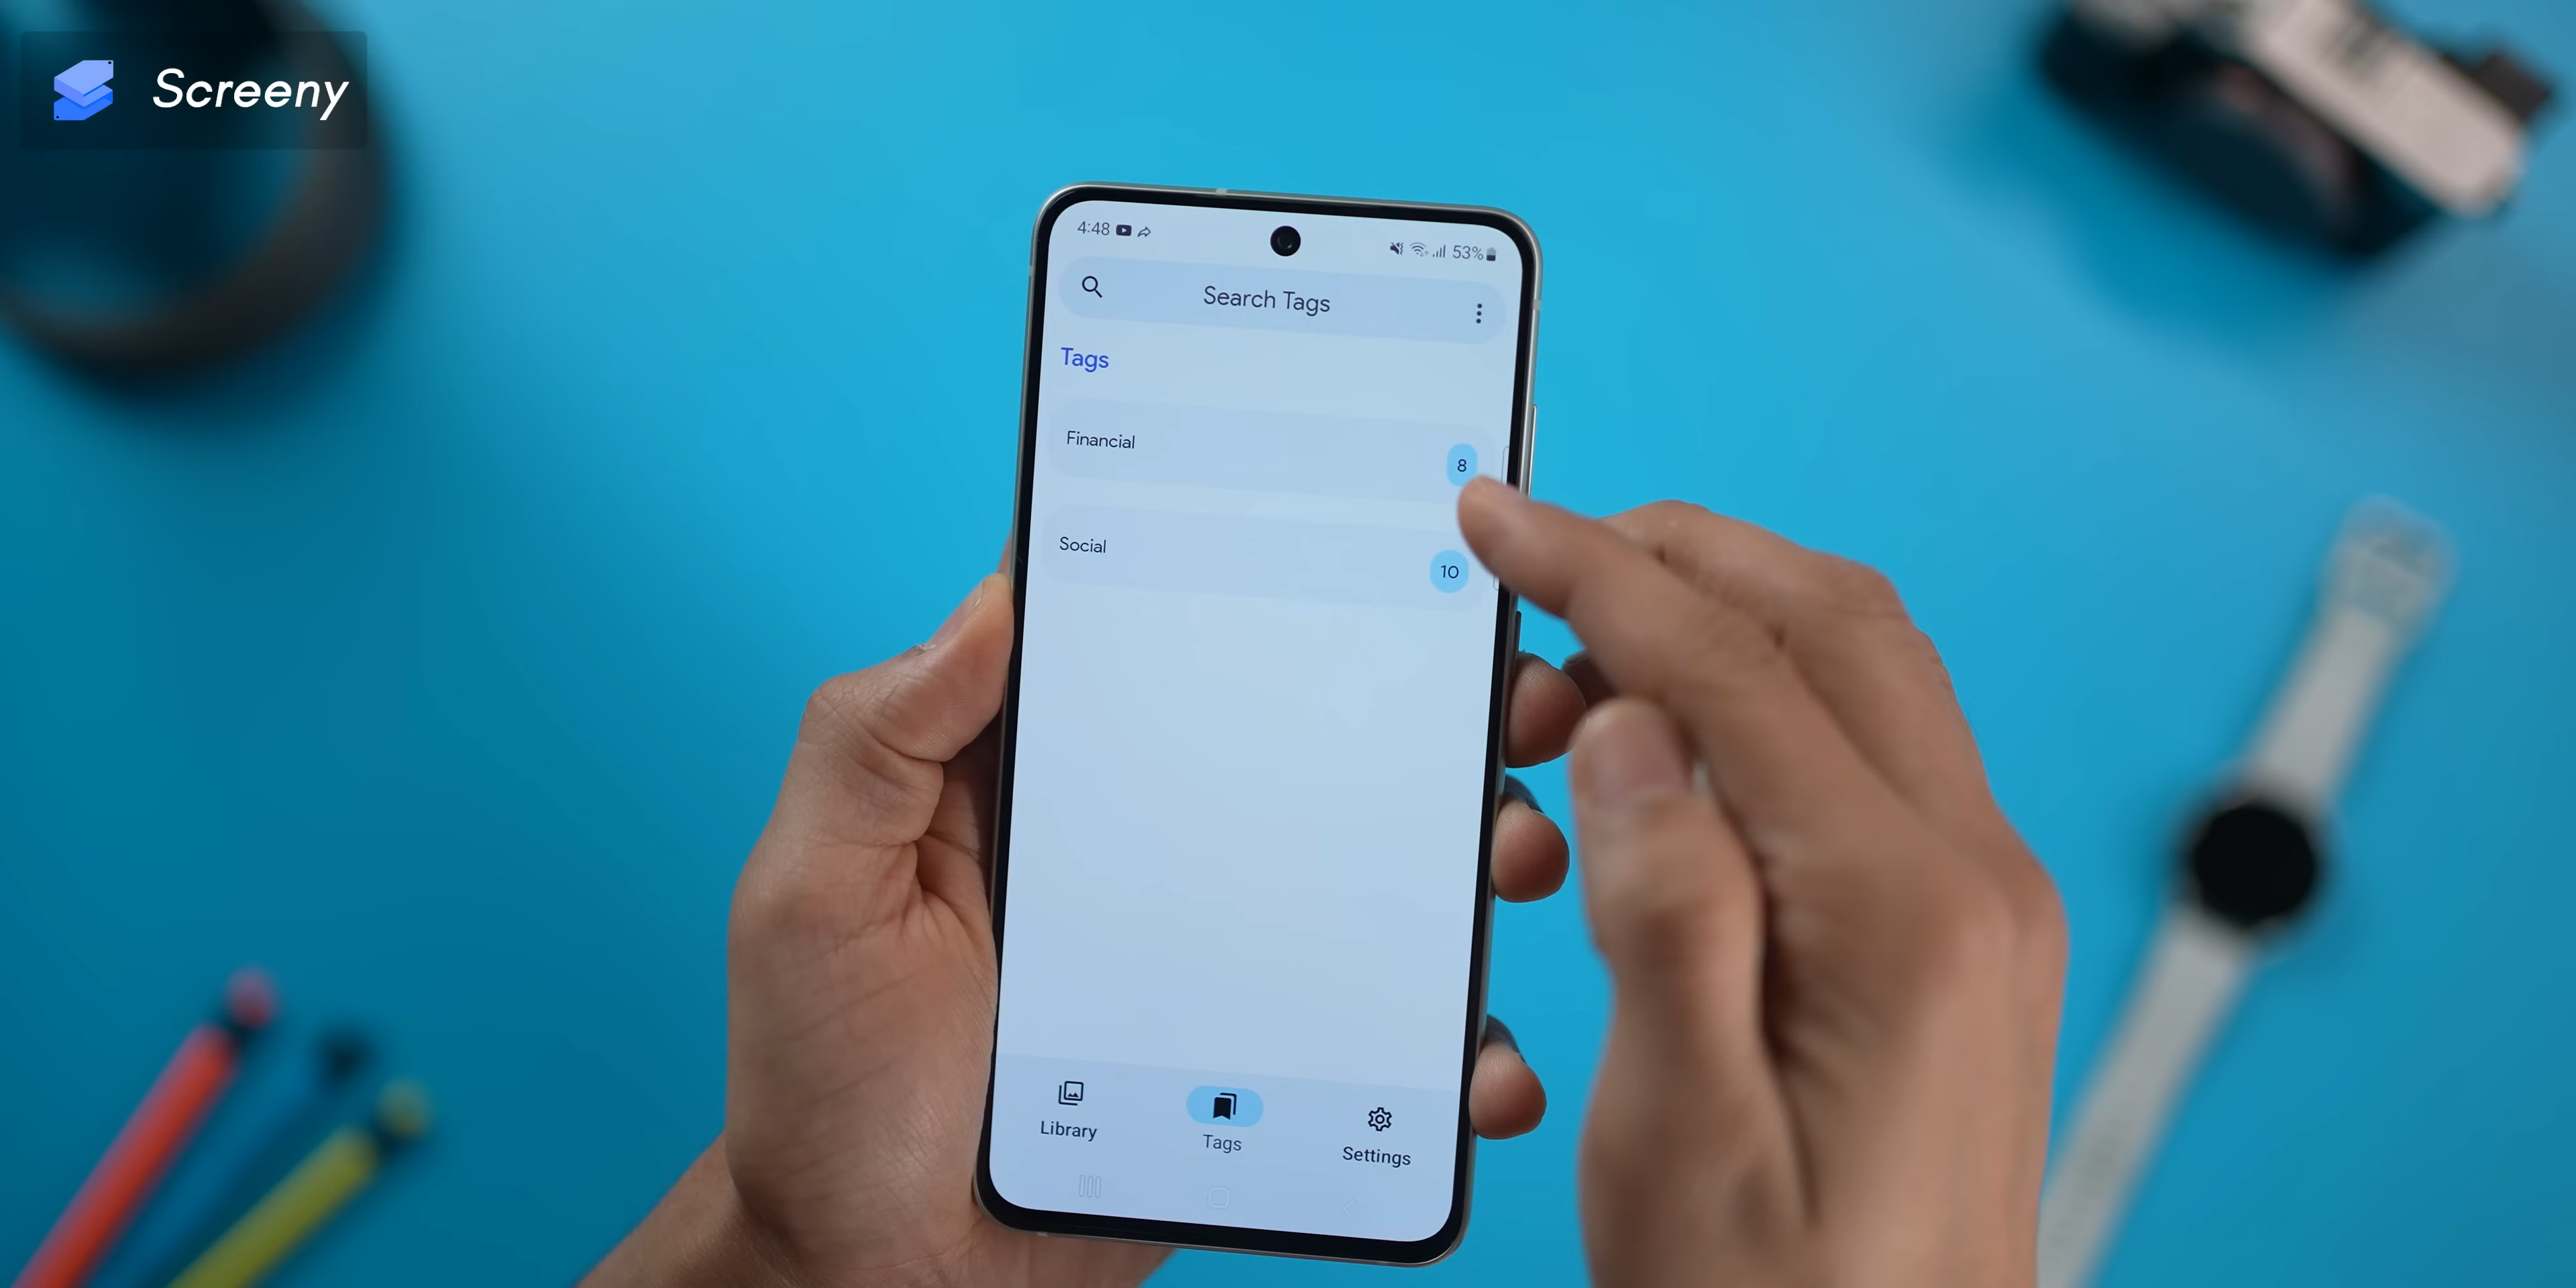 Screeny
4:48
53%
Search Tags
Tags
Financial
8
Social
10
Library
Tags
Settings